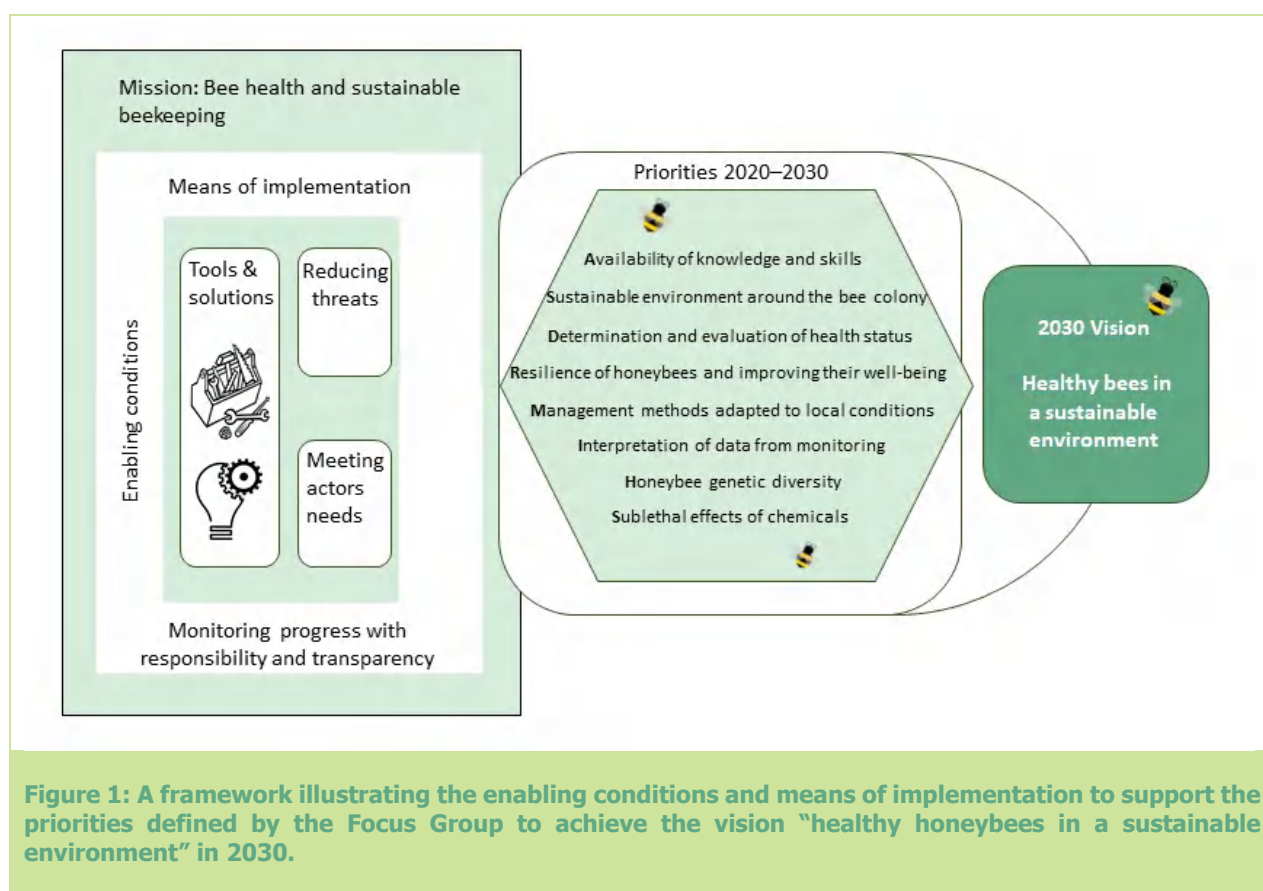 Mission: Bee health and sustainable
beekeeping
Means of implementation
Enabling conditions
Tools &
solutions
Reducing
threats
Meeting
actors
needs
Monitoring progress with
responsibility and transparency
Priorities 2020–2030
Availability of knowledge and skills
Sustainable environment around the bee colony
Determination and evaluation of health status
Resilience of honeybees and improving their well-being
Management methods adapted to local conditions
Interpretation of data from monitoring
Honeybee genetic diversity
Sublethal effects of chemicals
2030 Vision
Healthy bees in
a sustainable
environment
Figure 1: A framework illustrating the enabling conditions and means of implementation to support the
priorities defined by the Focus Group to achieve the vision “healthy honeybees in a sustainable
environment” in 2030.